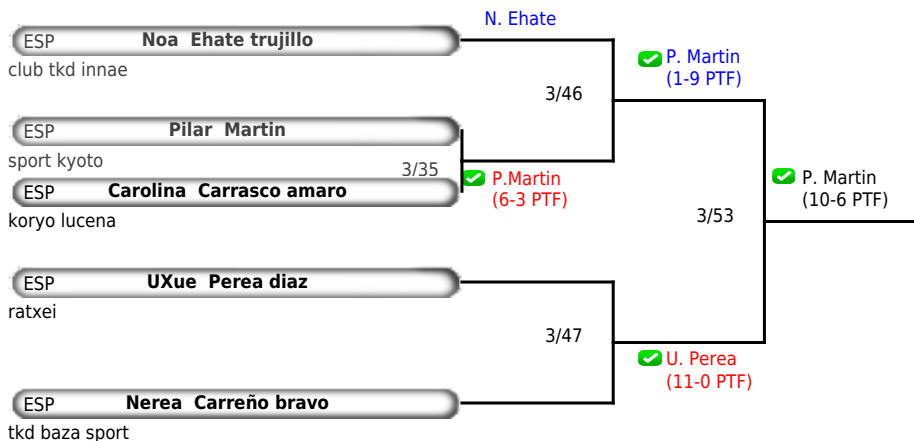 N. Ehate
ESP Noa Ehate trujillo
club tkd innae
P. Martin
(1-9 PTF)
3/46
ESP Pilar Martin
sport kyoto
3/35
P.Martin
(6-3 PTF)
P. Martin
(10-6 PTF)
ESP Carolina Carrasco amaro
koryo lucena
3/53
ESP UXue Perea diaz
ratxei
3/47
U. Perea
(11-0 PTF)
ESP Nerea Carreño bravo
tkd baza sport